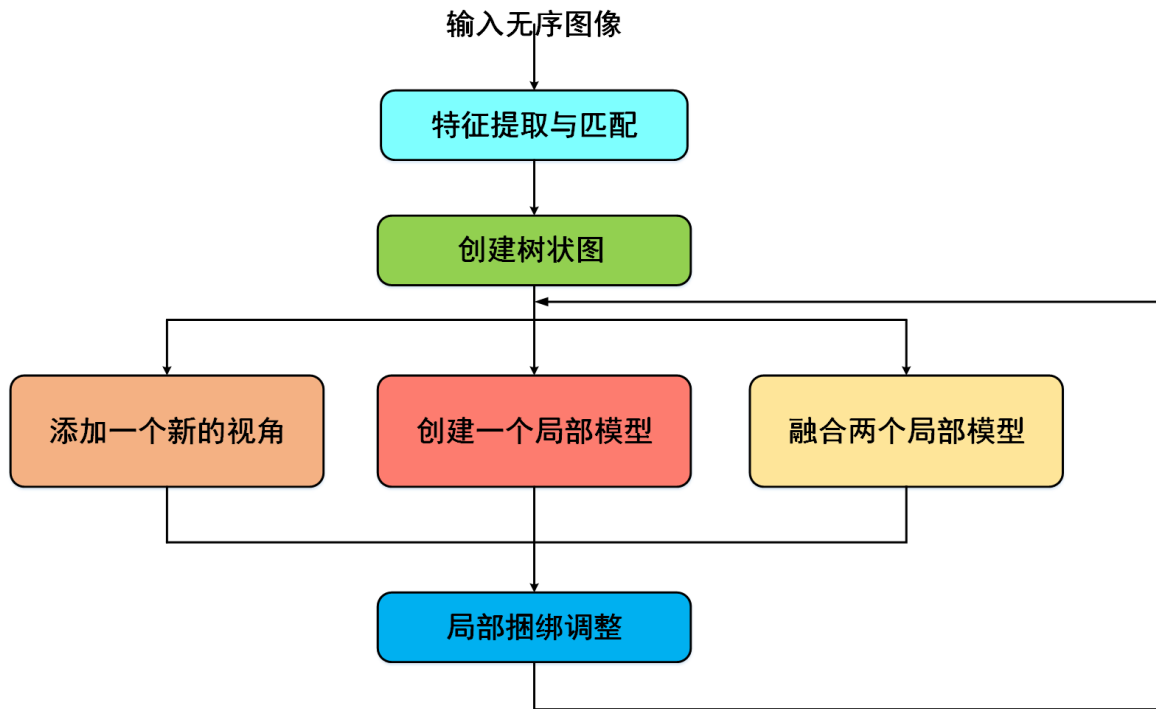 输入无序图像
特征提取与匹配
创建树状图
添加一个新的视角
创建一个局部模型
融合两个局部模型
局部捆绑调整